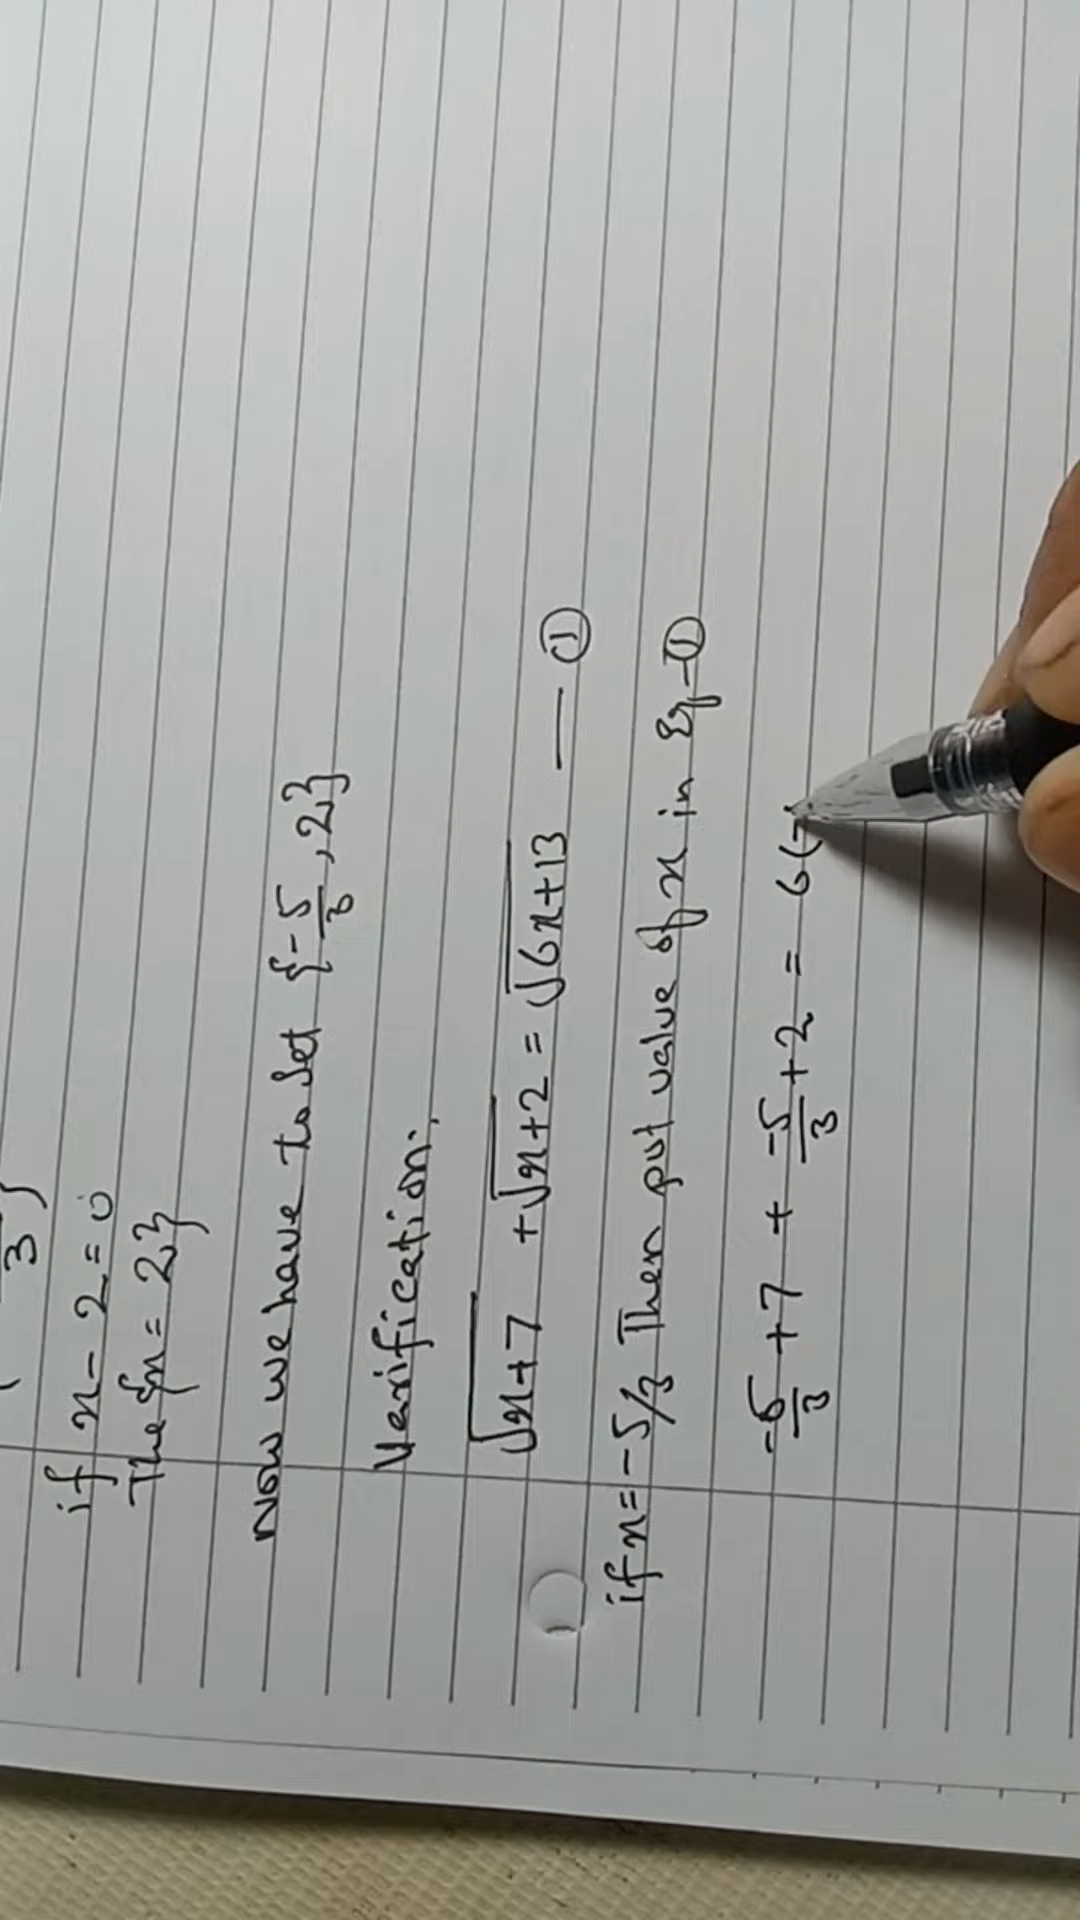 3}
if x - 2 = 0
The {x = 2}
Now we have to Set {-5/3, 2}
Verification:
√x+7 + √x+2 = √6x+13 — ①
if x = -5/3 Then put value of x in Eq - ①
-5/3 + 7 + -5/3 + 2 = 6(-